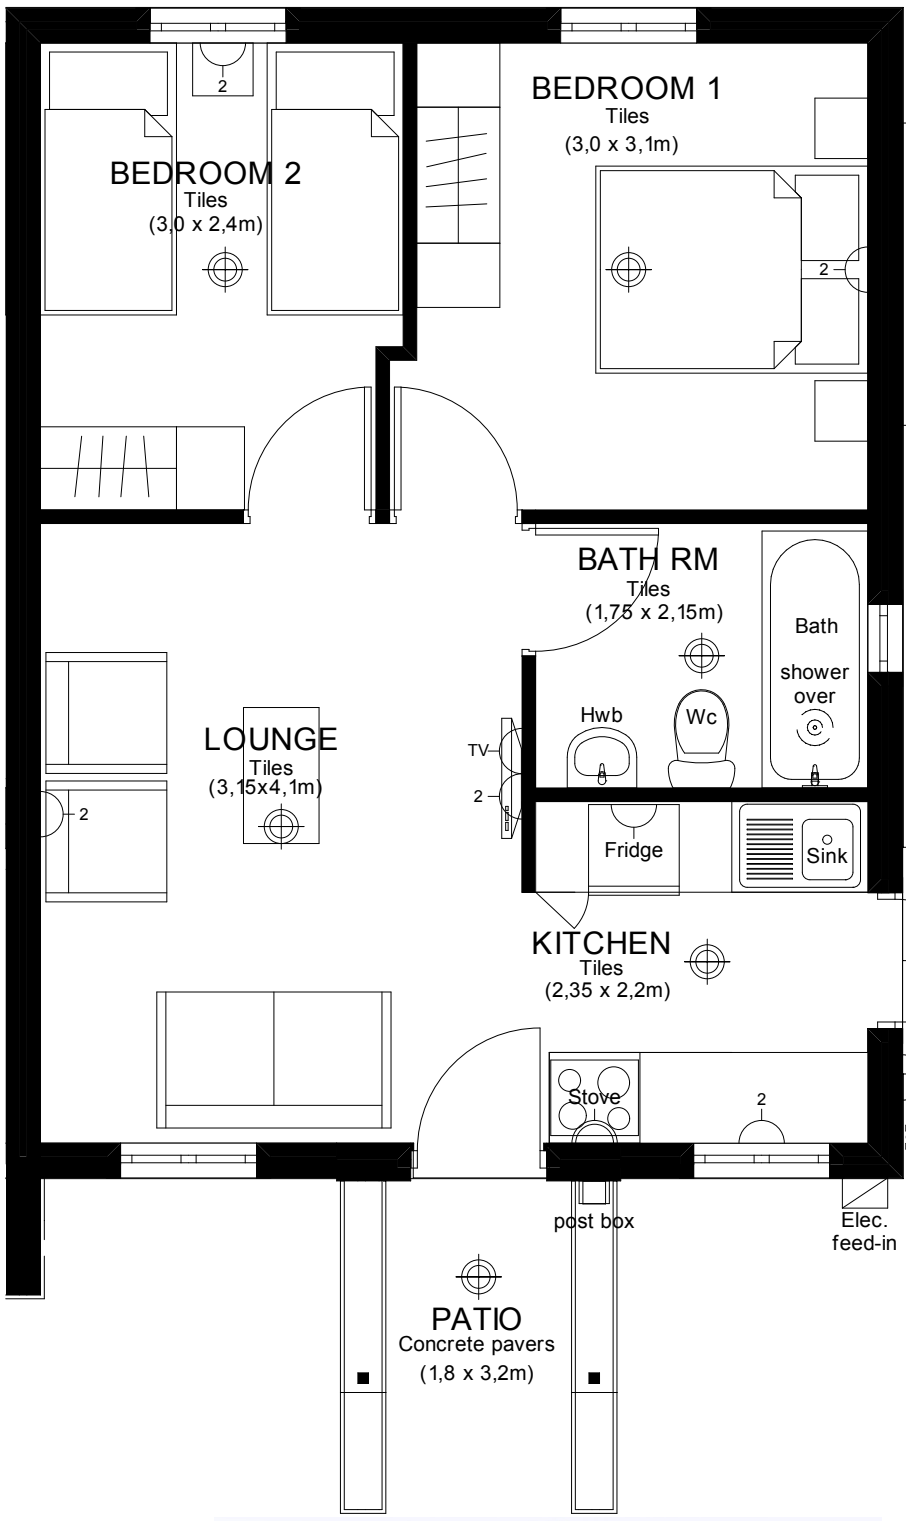 2
BEDROOM 1
Tiles
(3,0 x 3,1m)
BEDROOM 2
Tiles
(3,0 x 2,4m)
2
BATH RM
Tiles
(1,75 x 2,15m)
Bath
shower
over
Hwb
Wc
LOUNGE
Tiles
(3,15x4,1m)
TV
2
2
Fridge
Sink
KITCHEN
Tiles
(2,35 x 2,2m)
Stove
2
post box
Elec.
feed-in
PATIO
Concrete pavers
(1,8 x 3,2m)